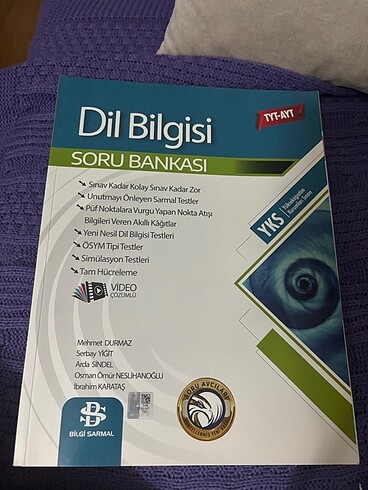 TYT-AYT
Dil Bilgisi
SORU BANKASI
Sınav Kadar Kolay Sınav Kadar Zor
Unutmayı Önleyen Sarmal Testler
Püf Noktalara Vurgu Yapan Nokta Atışı
Bilgileri Veren Akıllı Kâğıtlar
Yeni Nesil Dil Bilgisi Testleri
ÖSYM Tipi Testler
Simülasyon Testleri
Tam Hücreleme
VİDEO
ÇÖZÜMLÜ
YKS
Yükseköğretim
Kurumları Sınavı
Mehmet DURMAZ
Serbay YİĞİT
Arda SİNDEL
Osman Ömür NESLİHANOĞLU
İbrahim KARATAŞ
BİLGİ SARMAL
SORU AVCILARI